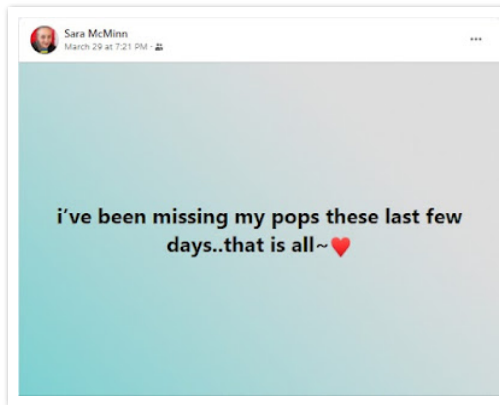 Sara McMinn
March 29 at 7:21 PM ·
i've been missing my pops these last few
days..that is all~❤️